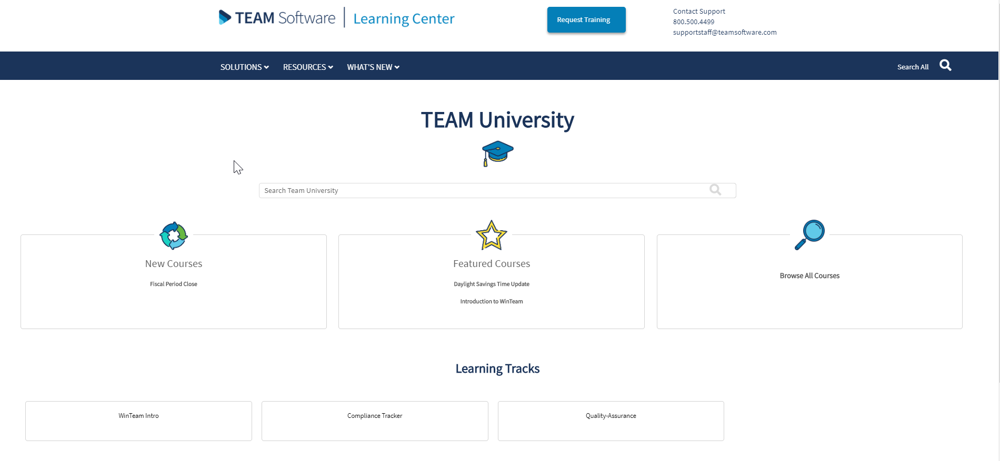 TEAM Software | Learning Center
Request Training
Contact Support
800.500.4499
supportstaff@teamsoftware.com
SOLUTIONS
RESOURCES
WHAT'S NEW
Search All
TEAM University
Search Team University
New Courses
Fiscal Period Close
Featured Courses
Daylight Savings Time Update
Introduction to WinTeam
Browse All Courses
Learning Tracks
WinTeam Intro
Compliance Tracker
Quality-Assurance